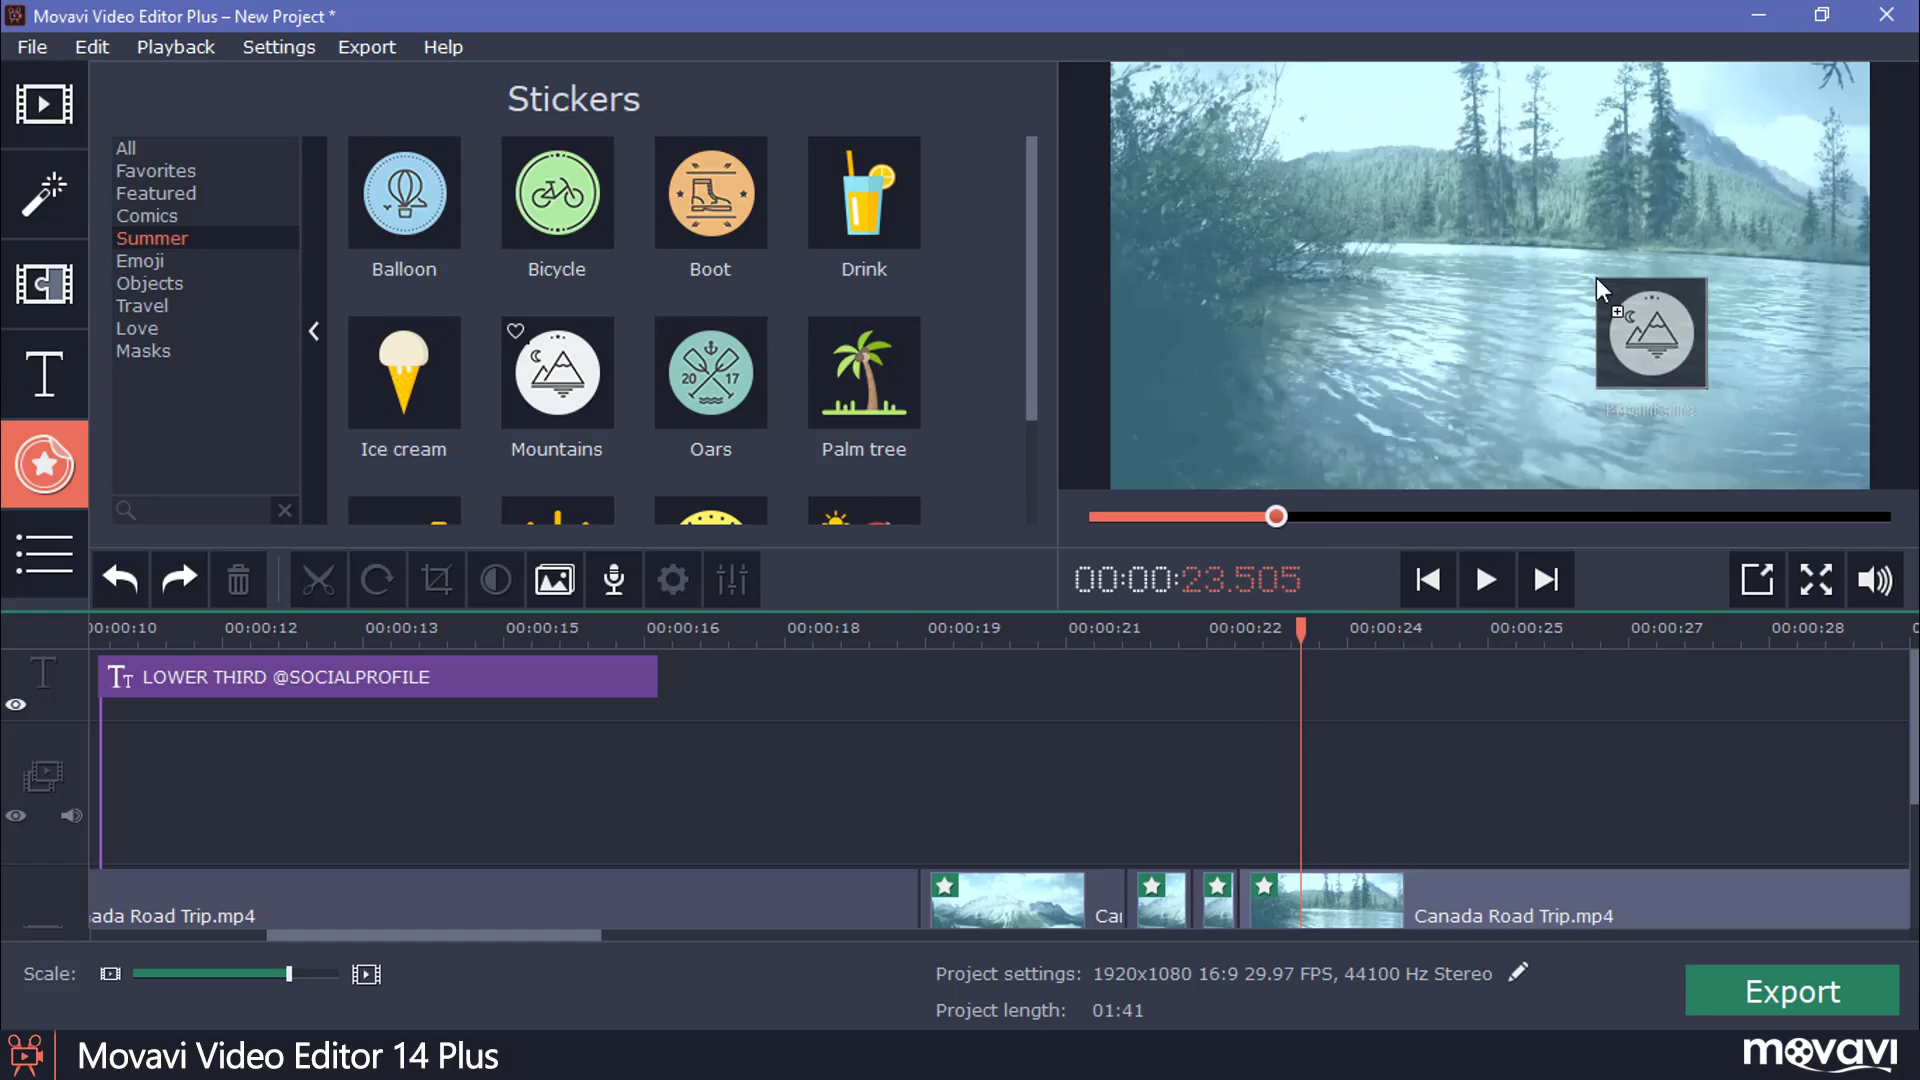 Movavi Video Editor Plus – New Project *
File Edit Playback Settings Export Help
Stickers
All
Favorites
Featured
Comics
Summer
Emoji
Objects
Travel
Love
Masks
Balloon Bicycle Boot Drink
20 17
Ice cream Mountains Oars Palm tree
Mountains
00:00:23.505
00:00:10 00:00:12 00:00:13 00:00:15 00:00:16 00:00:18 00:00:19 00:00:21 00:00:22 00:00:24 00:00:25 00:00:27 00:00:28
LOWER THIRD @SOCIALPROFILE
ada Road Trip.mp4 Ca Canada Road Trip.mp4
Scale:
Project settings: 1920x1080 16:9 29.97 FPS, 44100 Hz Stereo
Project length: 01:41
Export
Movavi Video Editor 14 Plus
movavi